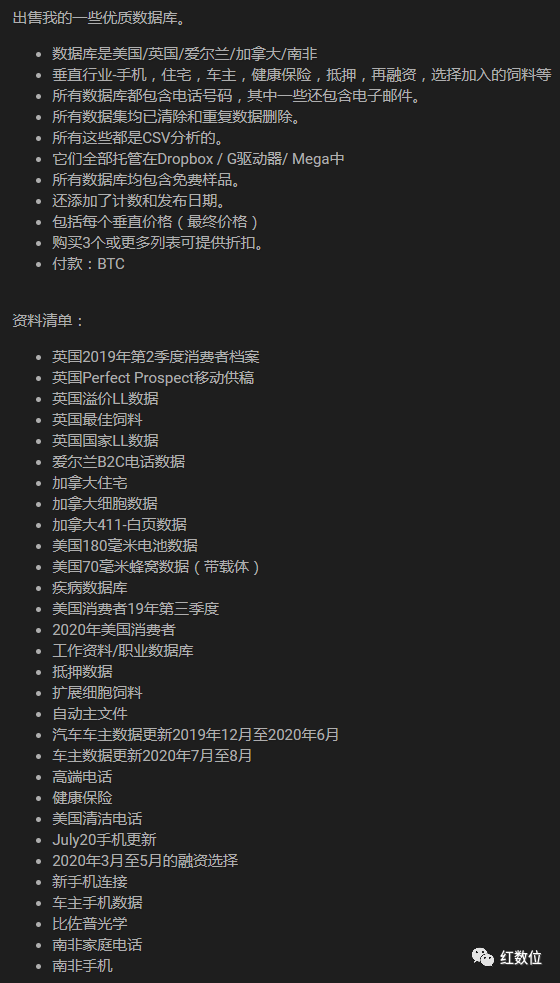 出售我的一些优质数据库。
数据库是美国/英国/爱尔兰/加拿大/南非
垂直行业-手机，住宅，车主，健康保险，抵押，再融资，选择加入的饲料等
所有数据库都包含电话号码，其中一些还包含电子邮件。
所有数据集均已清除和重复数据删除。
所有这些都是CSV分析的。
它们全部托管在Dropbox / G驱动器/ Mega中
所有数据库均包含免费样品。
还添加了计数和发布日期。
包括每个垂直价格（最终价格）
购买3个或更多列表可提供折扣。
付款：BTC
资料清单：
英国2019年第2季度消费者档案
英国Perfect Prospect移动供稿
英国溢价LL数据
英国最佳饲料
英国国家LL数据
爱尔兰B2C电话数据
加拿大住宅
加拿大细胞数据
加拿大411-白页数据
美国180毫米电池数据
美国70毫米蜂窝数据（带载体）
疾病数据库
美国消费者19年第三季度
2020年美国消费者
工作资料/职业数据库
抵押数据
扩展细胞饲料
自动主文件
汽车车主数据更新2019年12月至2020年6月
车主数据更新2020年7月至8月
高端电话
健康保险
美国清洁电话
July20手机更新
2020年3月至5月的融资选择
新手机连接
车主手机数据
比佐普光学
南非家庭电话
南非手机
红数位